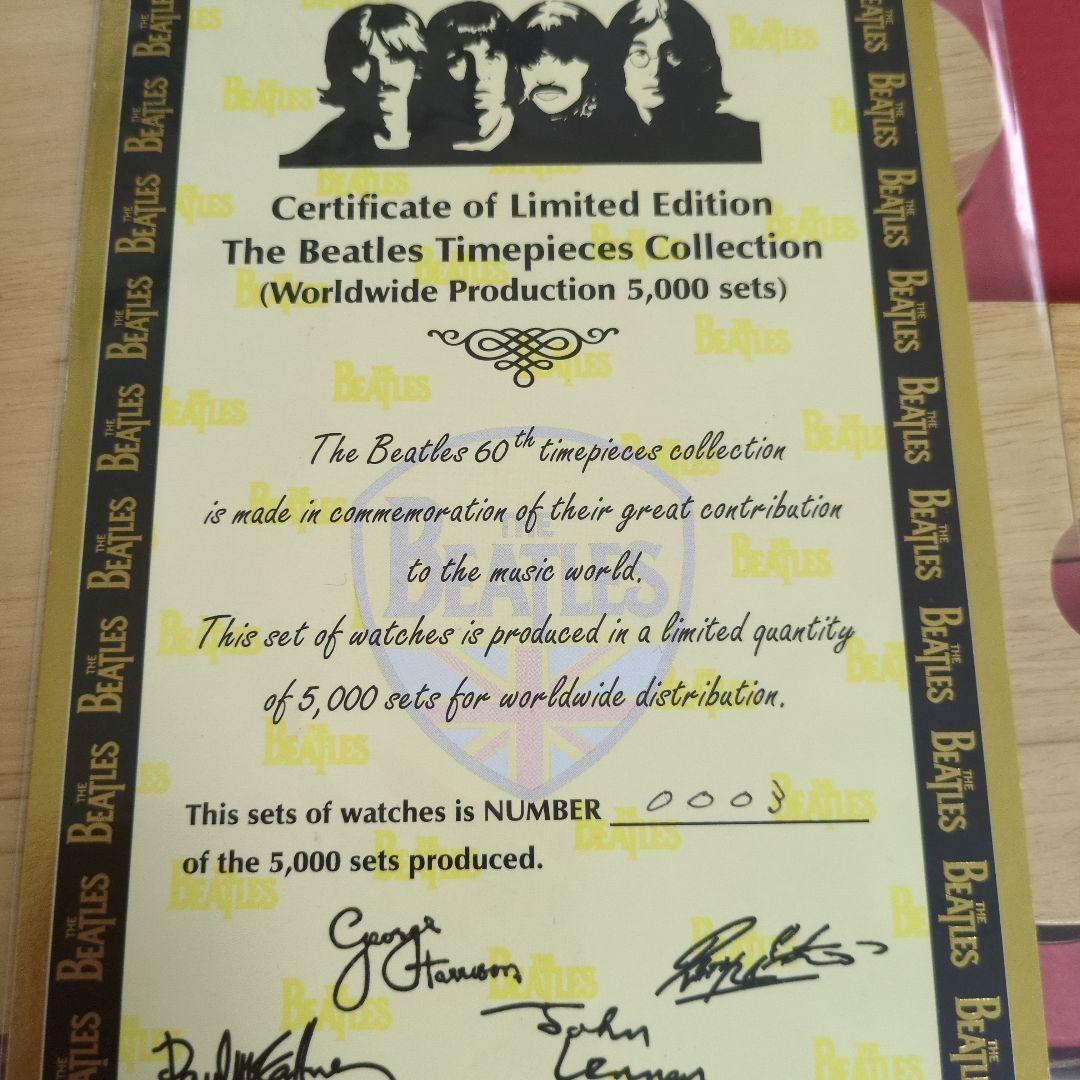 Certificate of Limited Edition
The Beatles Timepieces Collection
(Worldwide Production 5,000 sets)
The Beatles 60th timepieces collection
is made in commemoration of their great contribution
to the music world.
THE
BEATLES
This set of watches is produced in a limited quantity
of 5,000 sets for worldwide distribution.
This sets of watches is NUMBER 0003
of the 5,000 sets produced.
George
Harrison
John
Lennon